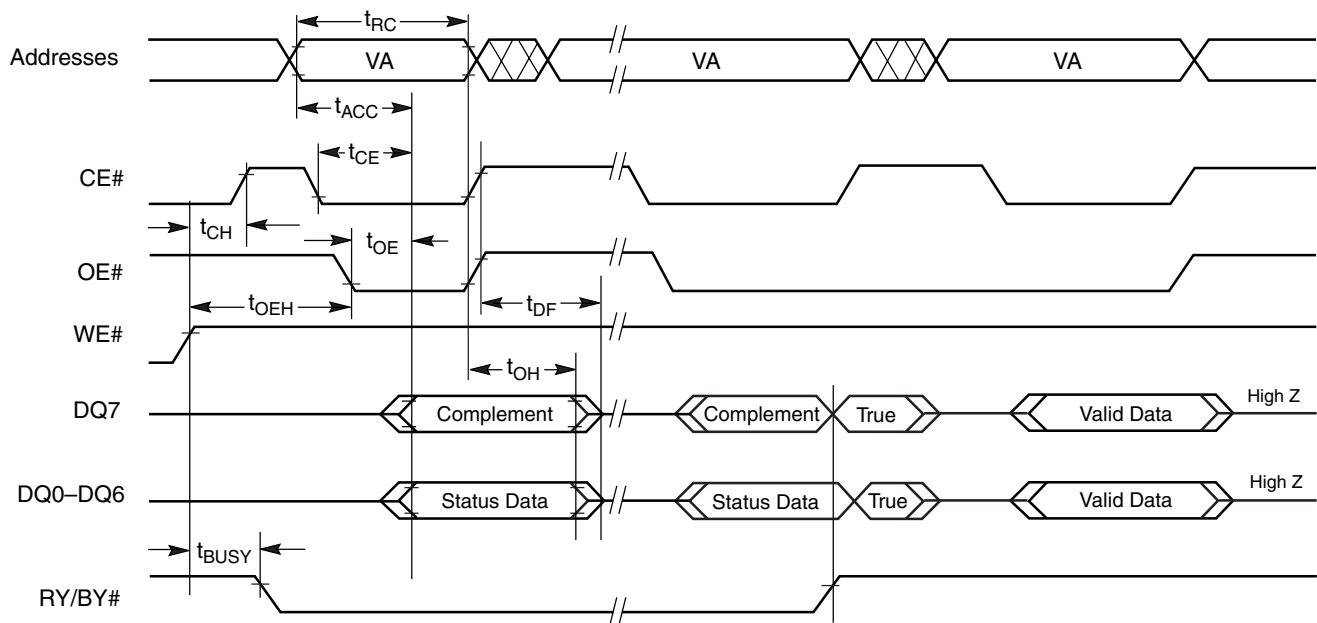 tRC
Addresses VA VA VA
tACC
tCE
CE#
tCH tOE
OE#
tOEH tDF
WE#
tOH
DQ7 Complement Complement True Valid Data High Z
DQ0–DQ6 Status Data Status Data True Valid Data High Z
tBUSY
RY/BY#